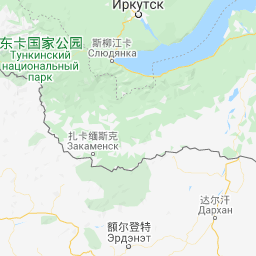 Иркутск
东卡国家公园
Тункинский
национальный
парк
斯柳江卡
Слюдянка
扎卡缅斯克
Закаменск
达尔汗
Дархан
额尔登特
Эрдэнэт